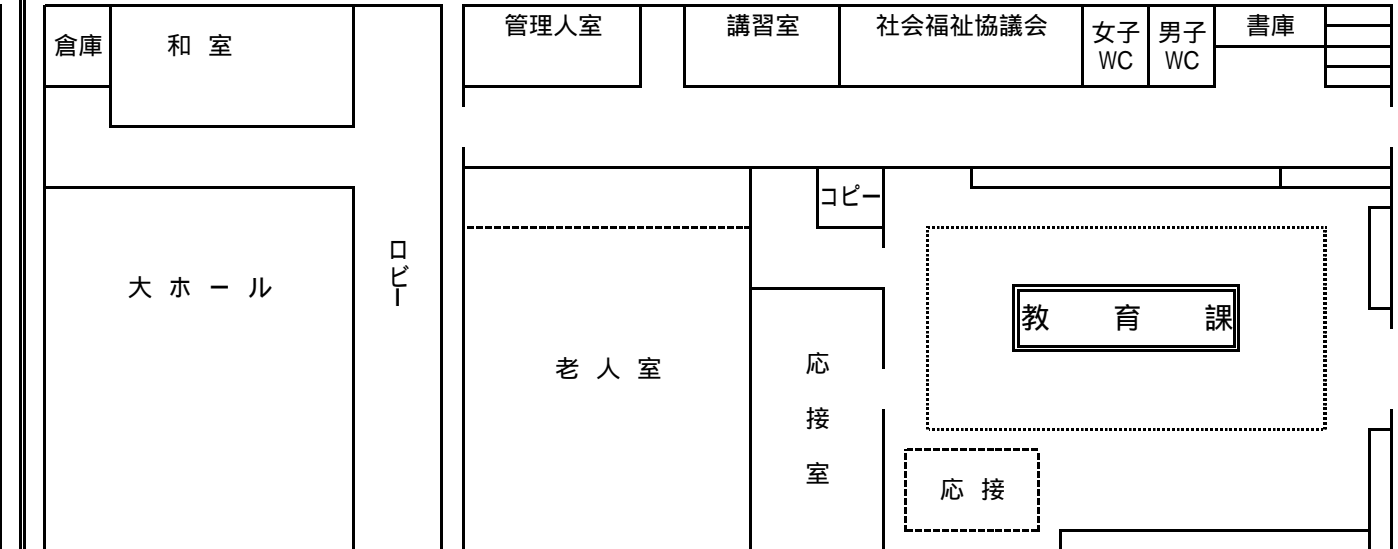 倉庫
和 室
管理人室
講習室
社会福祉協議会
女子
WC
男子
WC
書庫
コピー
ロビー
大 ホ ー ル
教 育 課
老 人 室
応接室
応 接